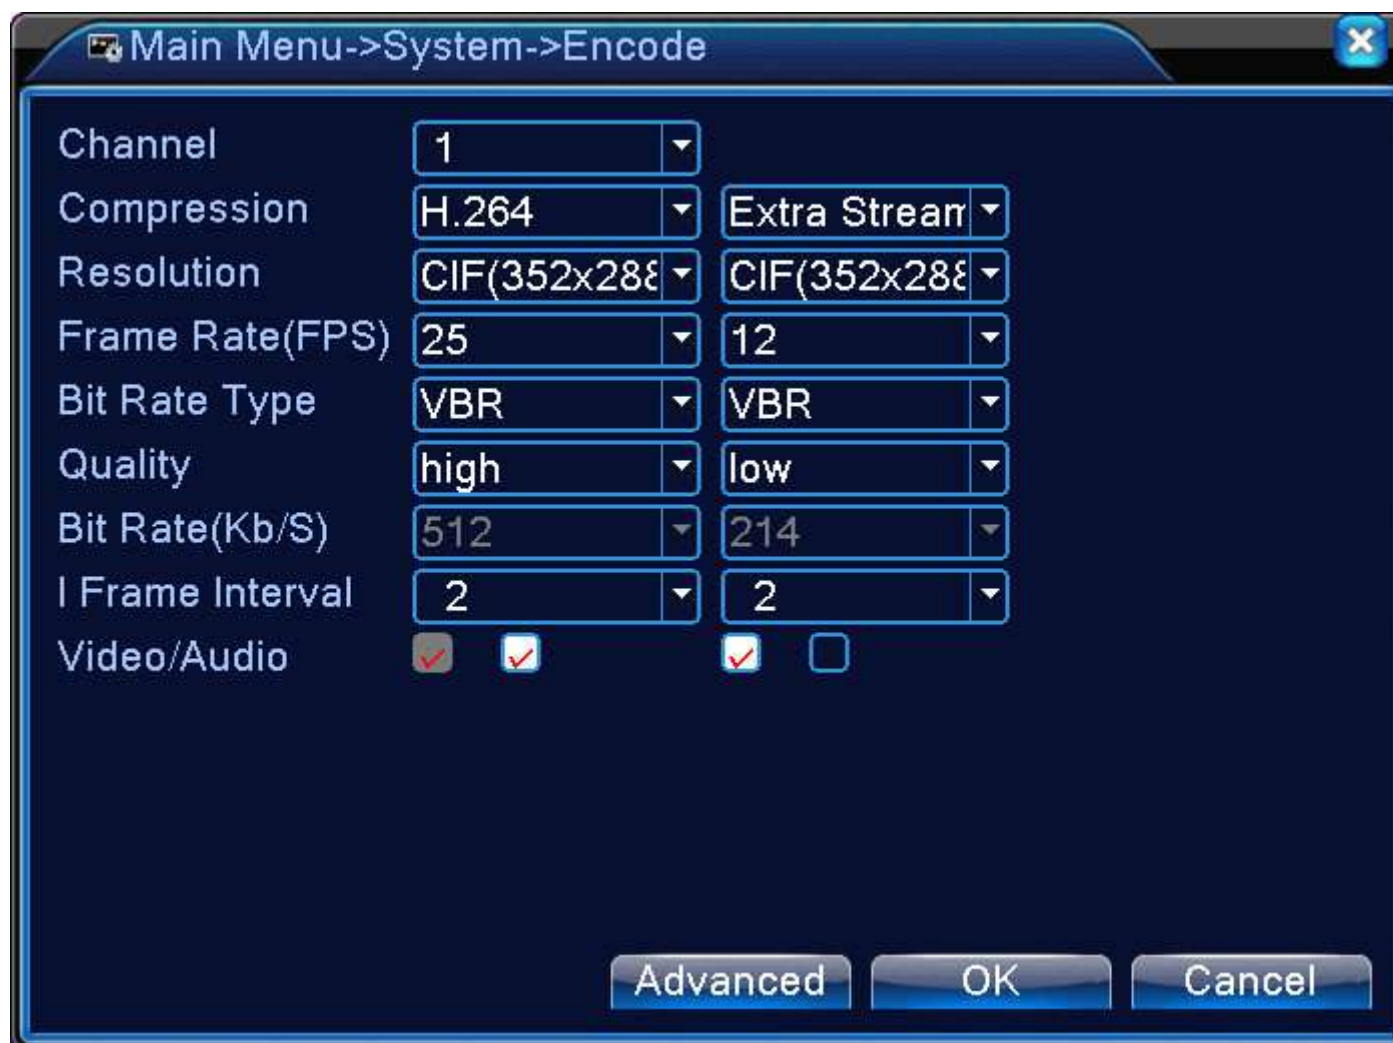 Main Menu->System->Encode
Channel 1
Compression H.264 Extra Stream
Resolution CIF(352x288 CIF(352x288
Frame Rate(FPS) 25 12
Bit Rate Type VBR VBR
Quality high low
Bit Rate(Kb/S) 512 214
I Frame Interval 2 2
Video/Audio
Advanced OK Cancel